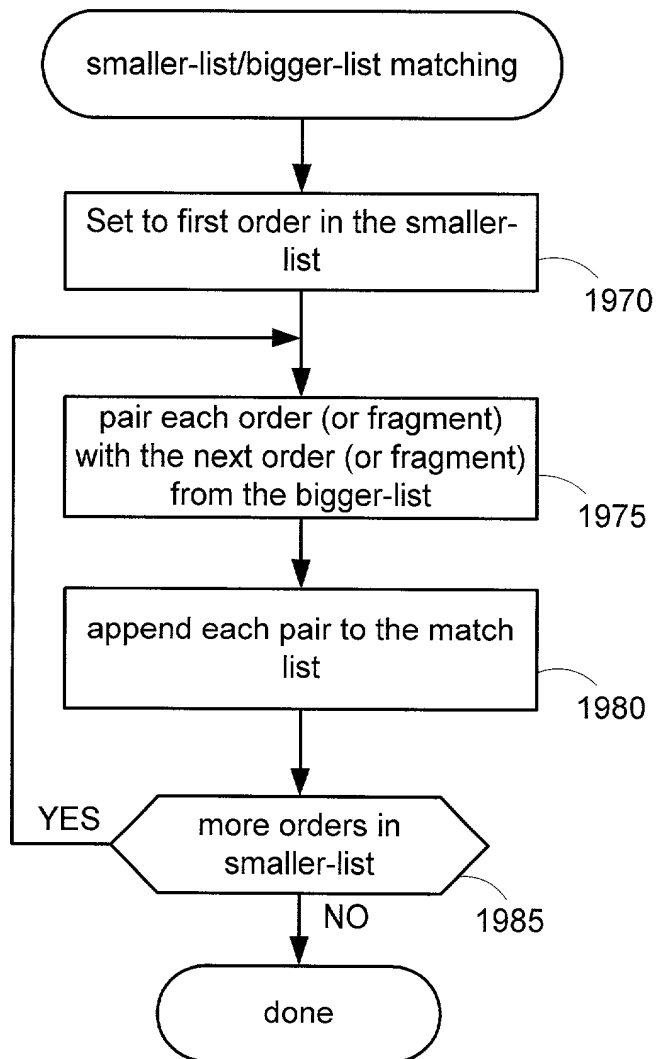 smaller-list/bigger-list matching
Set to first order in the smaller-
list
1970
pair each order (or fragment)
with the next order (or fragment)
from the bigger-list
1975
append each pair to the match
list
1980
YES
more orders in
smaller-list
1985
NO
done